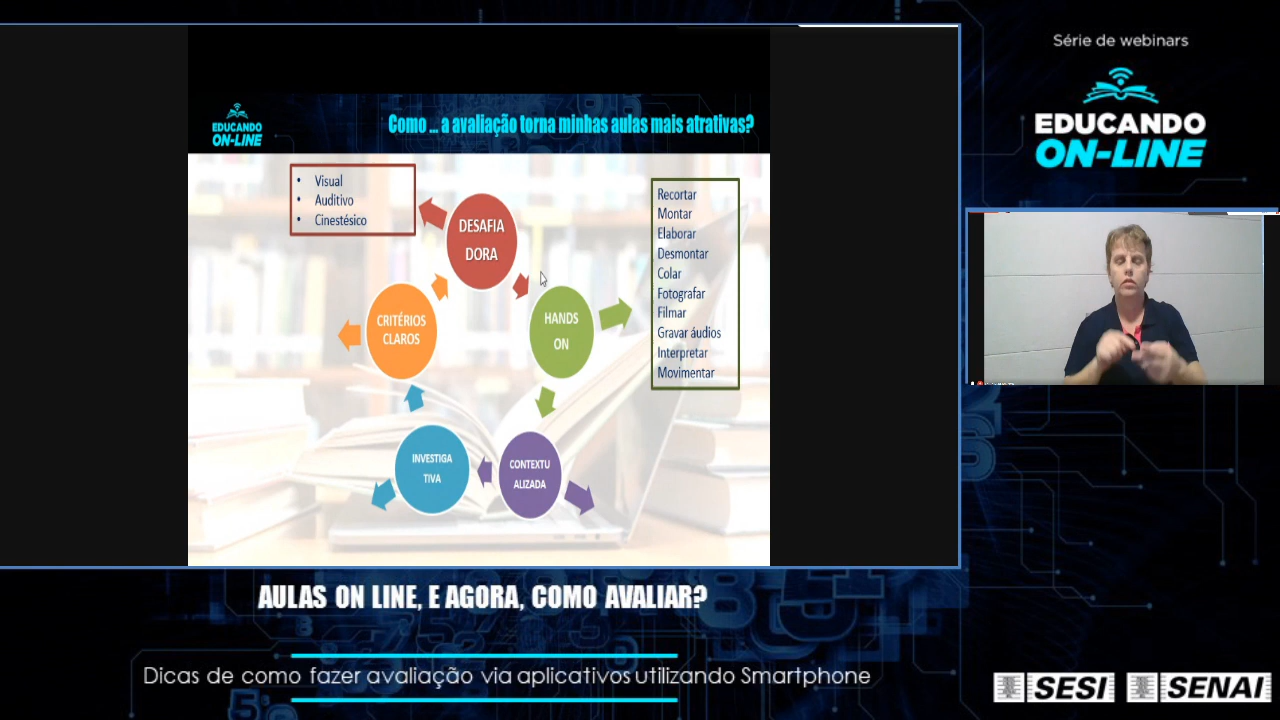 Série de webinars
EDUCANDO
ON-LINE
EDUCANDO
ON-LINE
Como ... a avaliação torna minhas aulas mais atrativas?
• Visual
• Auditivo
• Cinestésico
DESAFIA
DORA
HANDS
ON
CONTEXTU
ALIZADA
INVESTIGA
TIVA
CRITÉRIOS
CLAROS
Recortar
Montar
Elaborar
Desmontar
Colar
Fotografar
Filmar
Gravar áudios
Interpretar
Movimentar
AULAS ON LINE, E AGORA, COMO AVALIAR?
Dicas de como fazer avaliação via aplicativos utilizando Smartphone
SESI SENAI